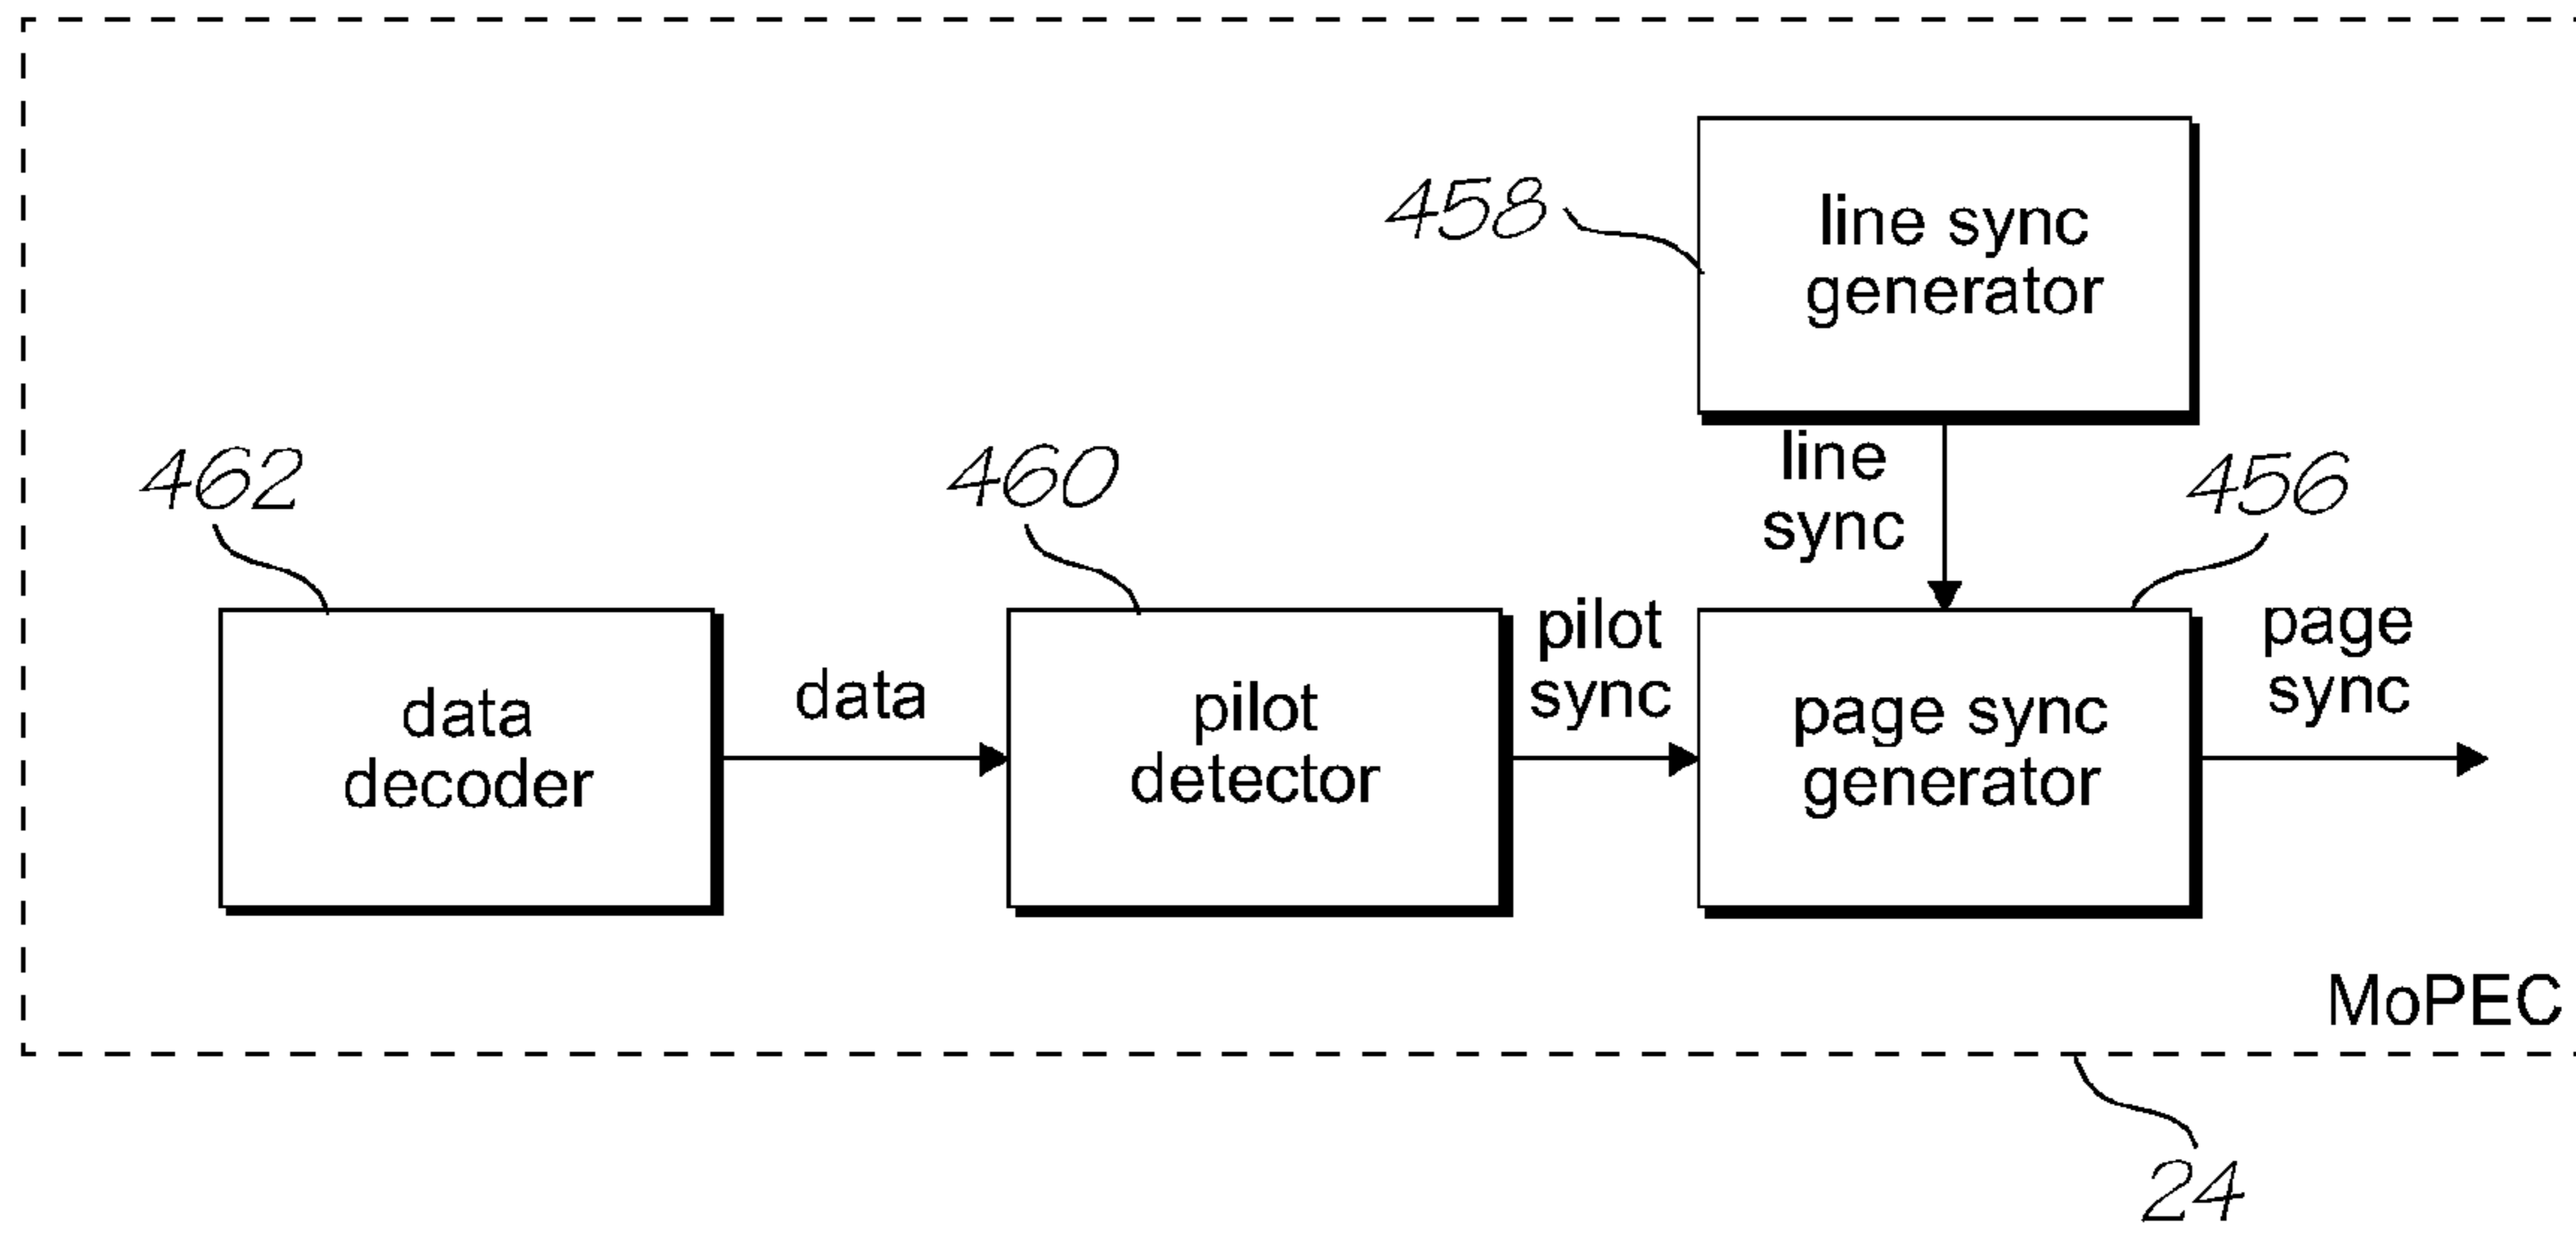 458
line sync
generator
line
sync
462
460
456
data
decoder
data
pilot
detector
pilot
sync
page sync
generator
page
sync
MoPEC
24